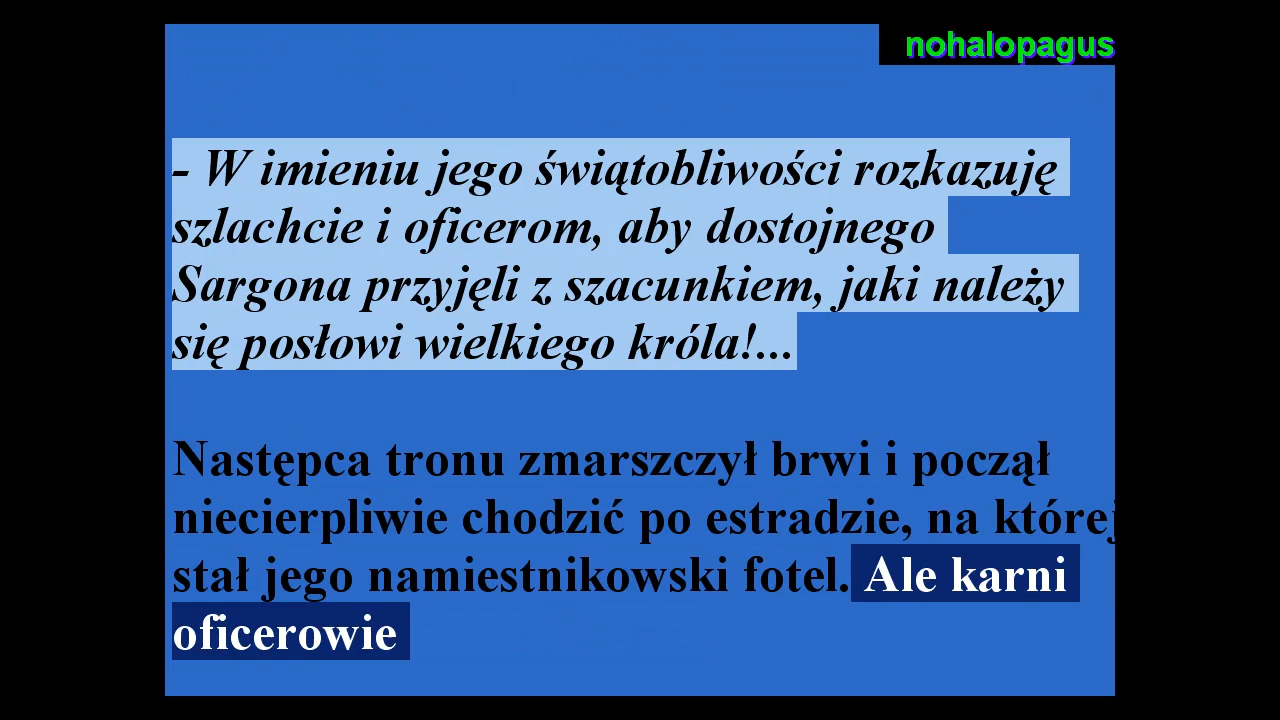 nohalopagus
- W imieniu jego świątobliwości rozkazuję
szlachcie i oficerom, aby dostojnego
Sargona przyjęli z szacunkiem, jaki należy
się posłowi wielkiego króla!...
Następca tronu zmarszczył brwi i począł
niecierpliwie chodzić po estradzie, na której
stał jego namiestnikowski fotel. Ale karni
oficerowie